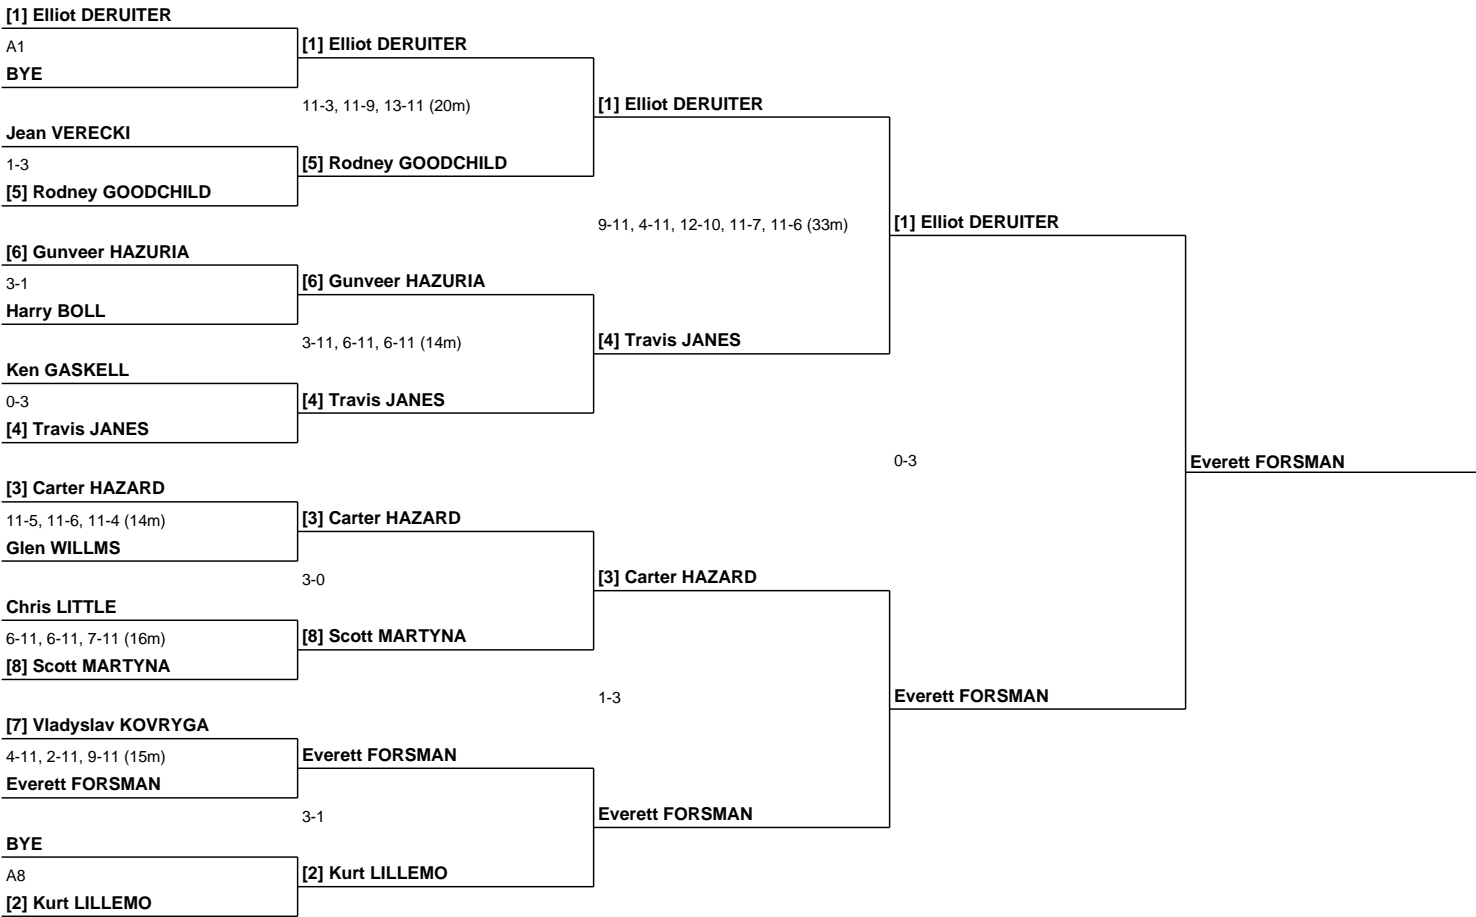 [1] Elliot DERUITER
A1
BYE
Jean VERECKI
1-3
[5] Rodney GOODCHILD
[6] Gunveer HAZURIA
3-1
Harry BOLL
Ken GASKELL
0-3
[4] Travis JANES
[3] Carter HAZARD
11-5, 11-6, 11-4 (14m)
Glen WILLMS
Chris LITTLE
6-11, 6-11, 7-11 (16m)
[8] Scott MARTYNA
[7] Vladyslav KOVRYGA
4-11, 2-11, 9-11 (15m)
Everett FORSMAN
BYE
A8
[2] Kurt LILLEMO
[1] Elliot DERUITER
11-3, 11-9, 13-11 (20m)
[5] Rodney GOODCHILD
[6] Gunveer HAZURIA
3-11, 6-11, 6-11 (14m)
[4] Travis JANES
[3] Carter HAZARD
3-0
[8] Scott MARTYNA
Everett FORSMAN
3-1
[2] Kurt LILLEMO
[1] Elliot DERUITER
9-11, 4-11, 12-10, 11-7, 11-6 (33m)
[4] Travis JANES
[3] Carter HAZARD
1-3
Everett FORSMAN
[1] Elliot DERUITER
0-3
Everett FORSMAN
Everett FORSMAN